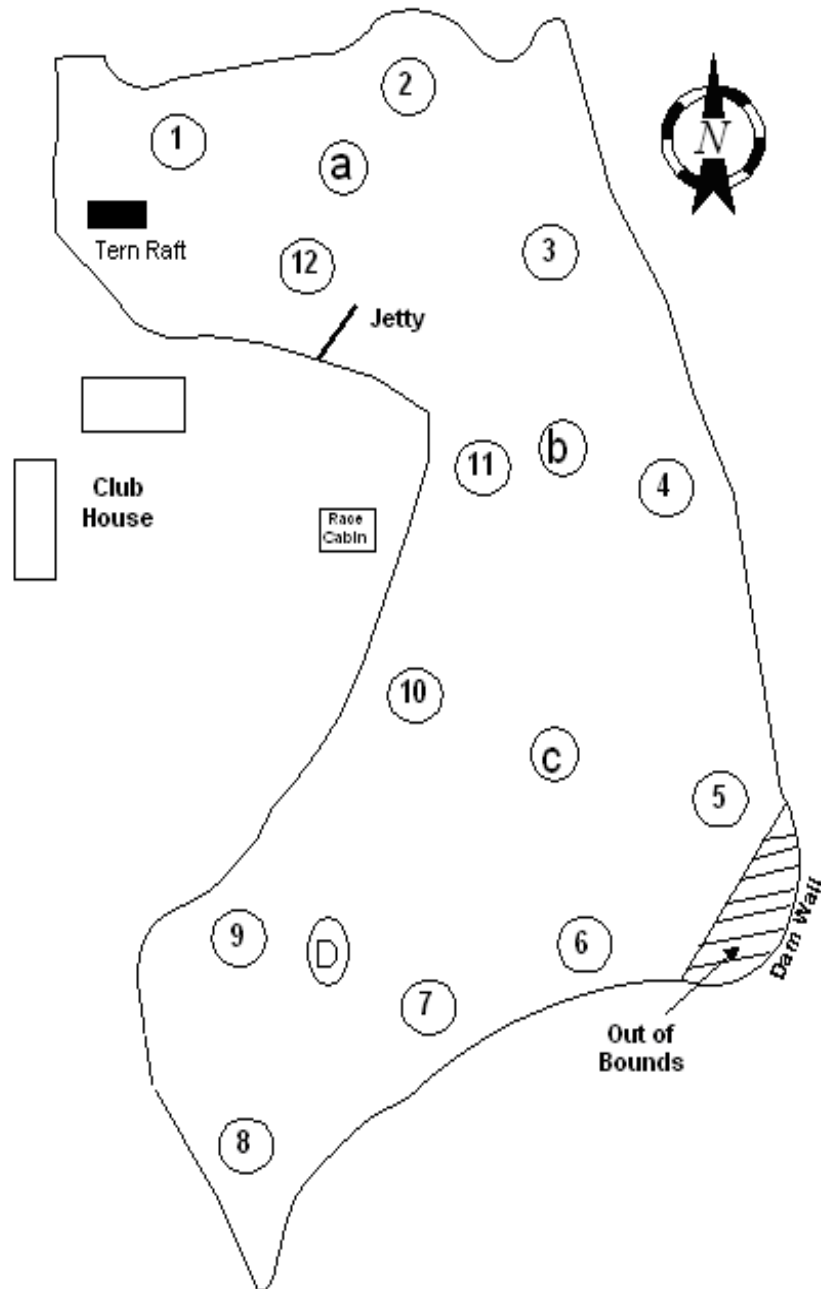 2
1
a
N
Tern Raft
12
3
Jetty
b
11
4
Club
House
Race
Cabin
10
c
5
9
D
6
Dam Wall
7
Out of
Bounds
8